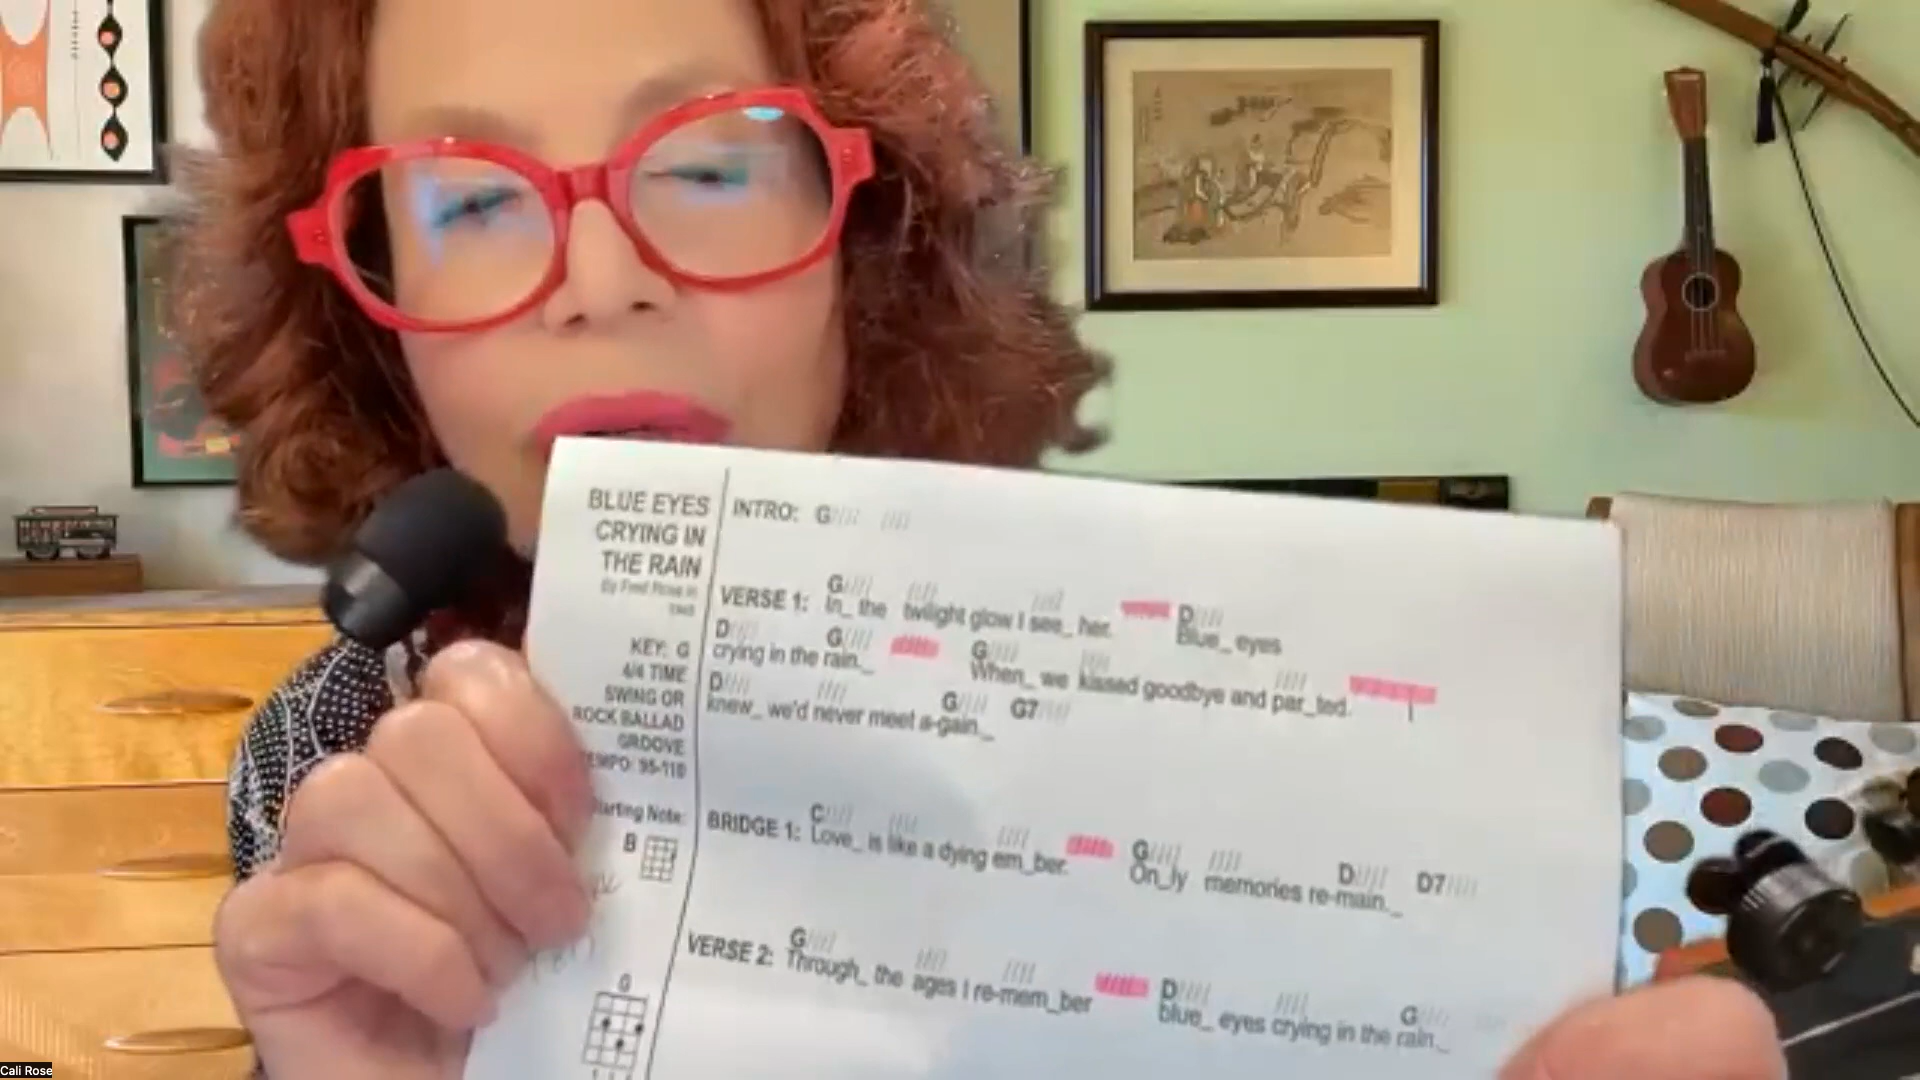 BLUE EYES
CRYING IN
THE RAIN
By Fred Rose in
1945
KEY: G
4/4 TIME
SWING OR
ROCK BALLAD
GROOVE
TEMPO: 95-110
Starting Note:
B
G
INTRO: G//// ////
G//// //// //// D////
VERSE 1: In_ the twilight glow I see_ her. Blue_ eyes
D//// G//// G//// //// ////
crying in the rain._ When_ we kissed goodbye and par_ted. I
D//// //// G//// G7////
knew_ we'd never meet a-gain._
C//// //// //// G//// //// D//// D7////
BRIDGE 1: Love_ is like a dying em_ber. On_ly memories re-main._
G//// //// //// D//// //// G////
VERSE 2: Through_ the ages I re-mem_ber blue_ eyes crying in the rain._
Cali Rose